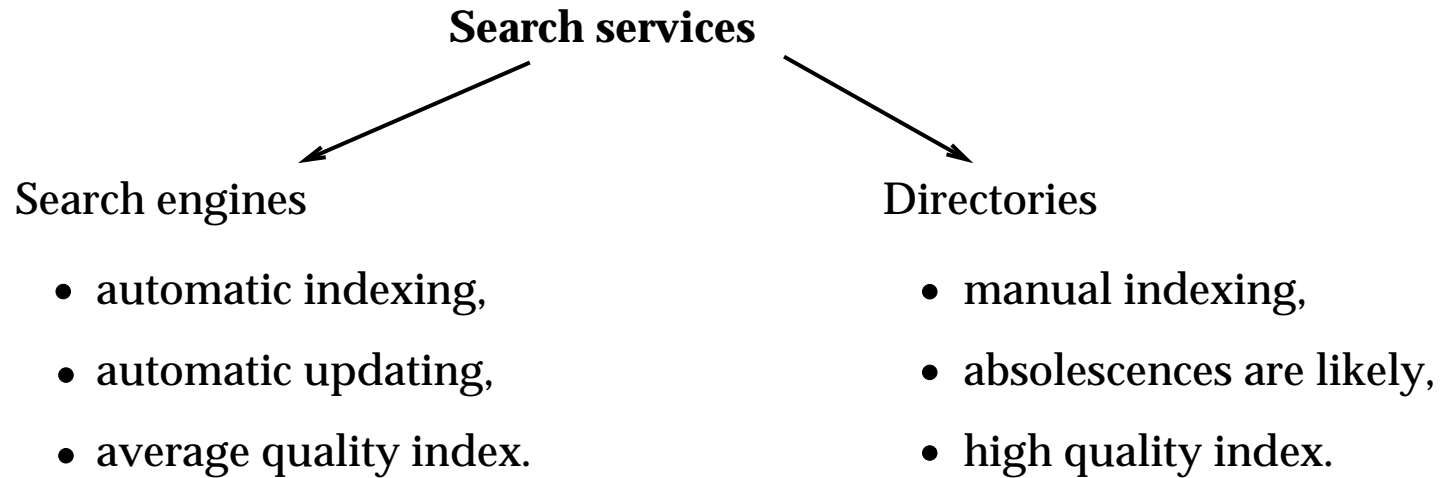 Search services
Search engines
• automatic indexing,
• automatic updating,
• average quality index.
Directories
• manual indexing,
• absolescences are likely,
• high quality index.